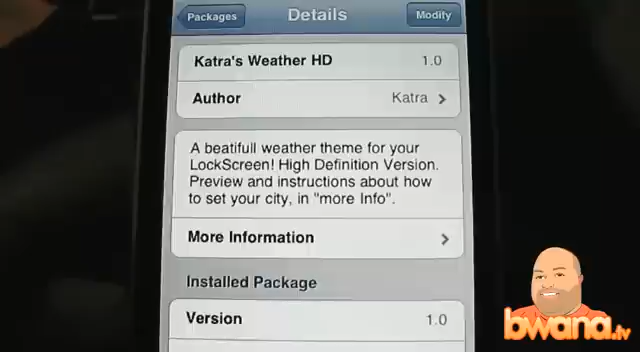 Packages
Details
Modify
Katra's Weather HD 1.0
Author Katra
A beatifull weather theme for your
LockScreen! High Definition Version.
Preview and instructions about how
to set your city, in "more Info".
More Information
Installed Package
Version 1.0
bwana.tv